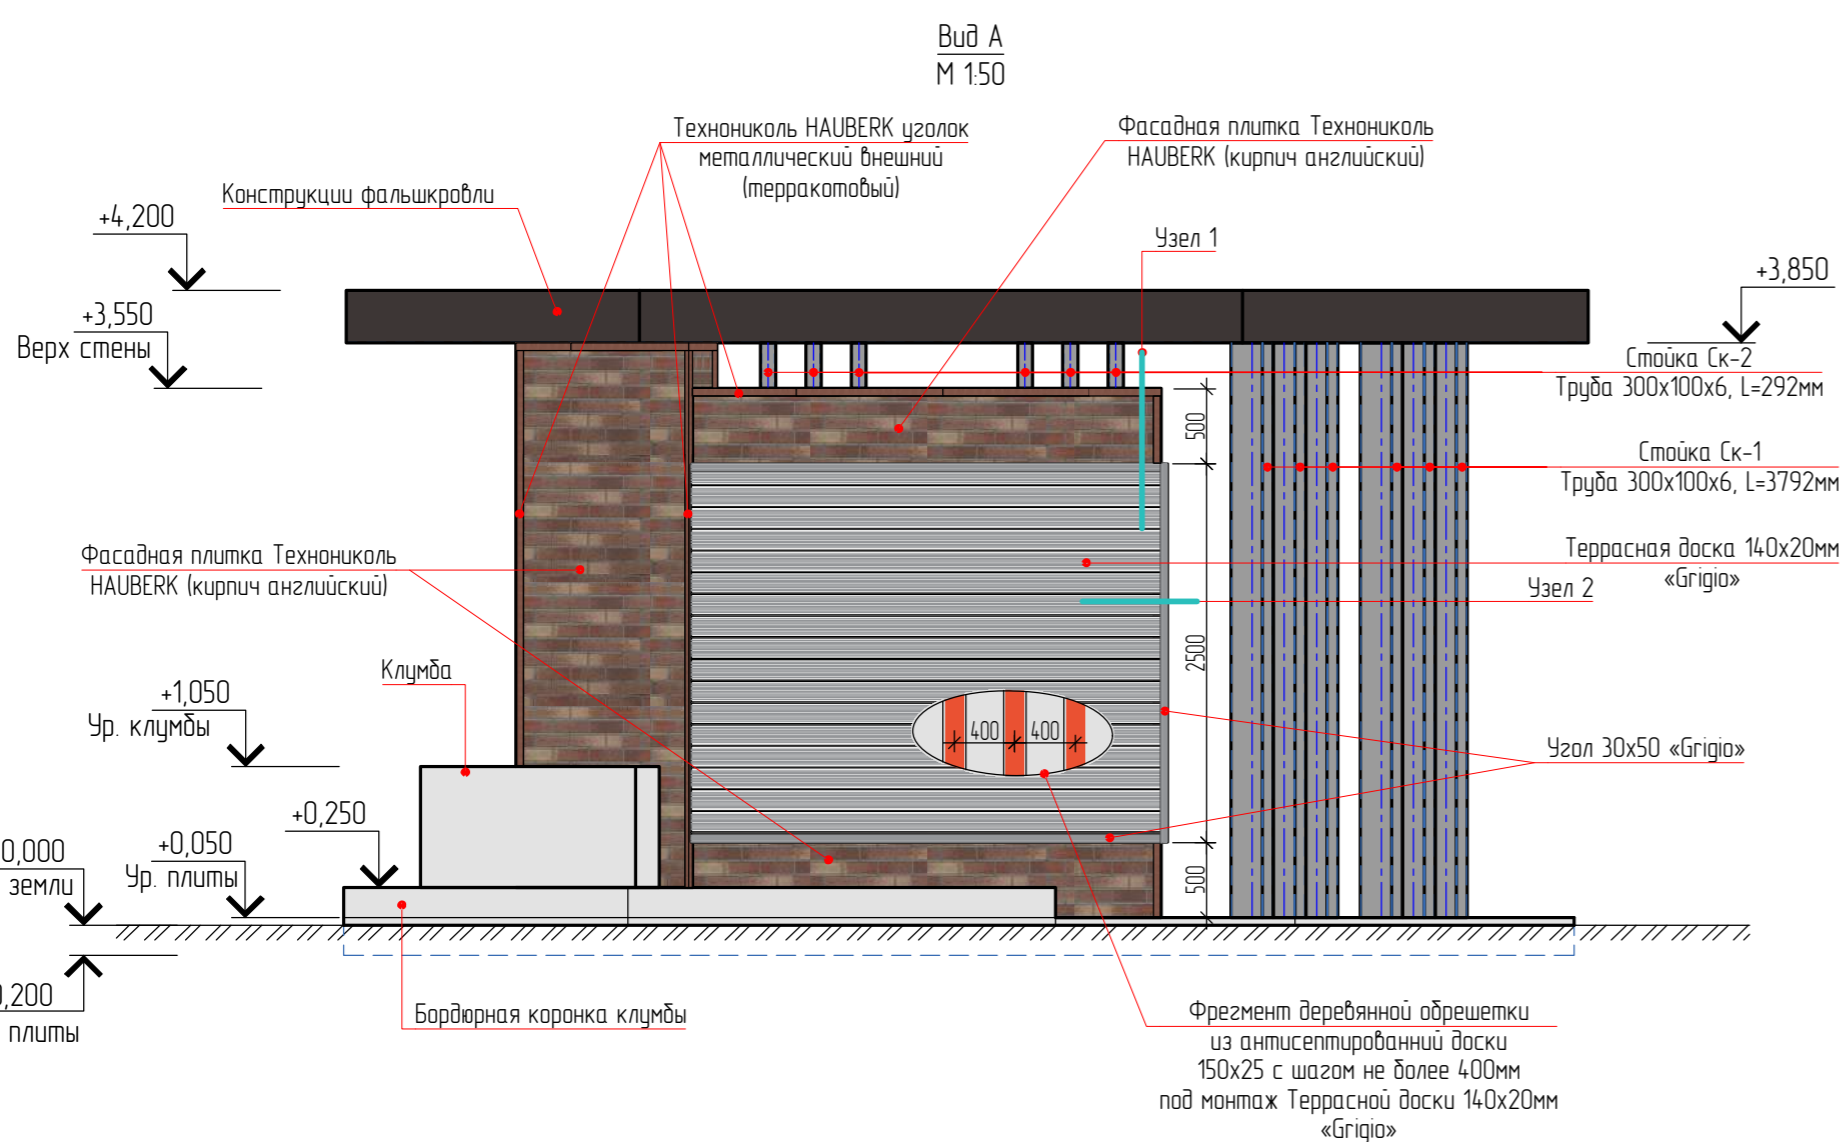 Вид А
М 1:50
Технониколь HAUBERK уголок
металлический внешний
(терракотовый)
Фасадная плитка Технониколь
HAUBERK (кирпич английский)
Конструкции фальшкровли
+4,200
Узел 1
+3,850
+3,550
Верх стены
Стойка Ск-2
Труба 300х100х6, L=292мм
500
Стойка Ск-1
Труба 300х100х6, L=3792мм
Фасадная плитка Технониколь
HAUBERK (кирпич английский)
Террасная доска 140х20мм
«Grigio»
Узел 2
2500
Клумба
+1,050
Ур. клумбы
400
400
Угол 30х50 «Grigio»
+0,250
0,000
земли
+0,050
Ур. плиты
500
0,200
плиты
Бордюрная коронка клумбы
Фрегмент деревянной обрешетки
из антисептированний доски
150х25 с шагом не более 400мм
под монтаж Террасной доски 140х20мм
«Grigio»